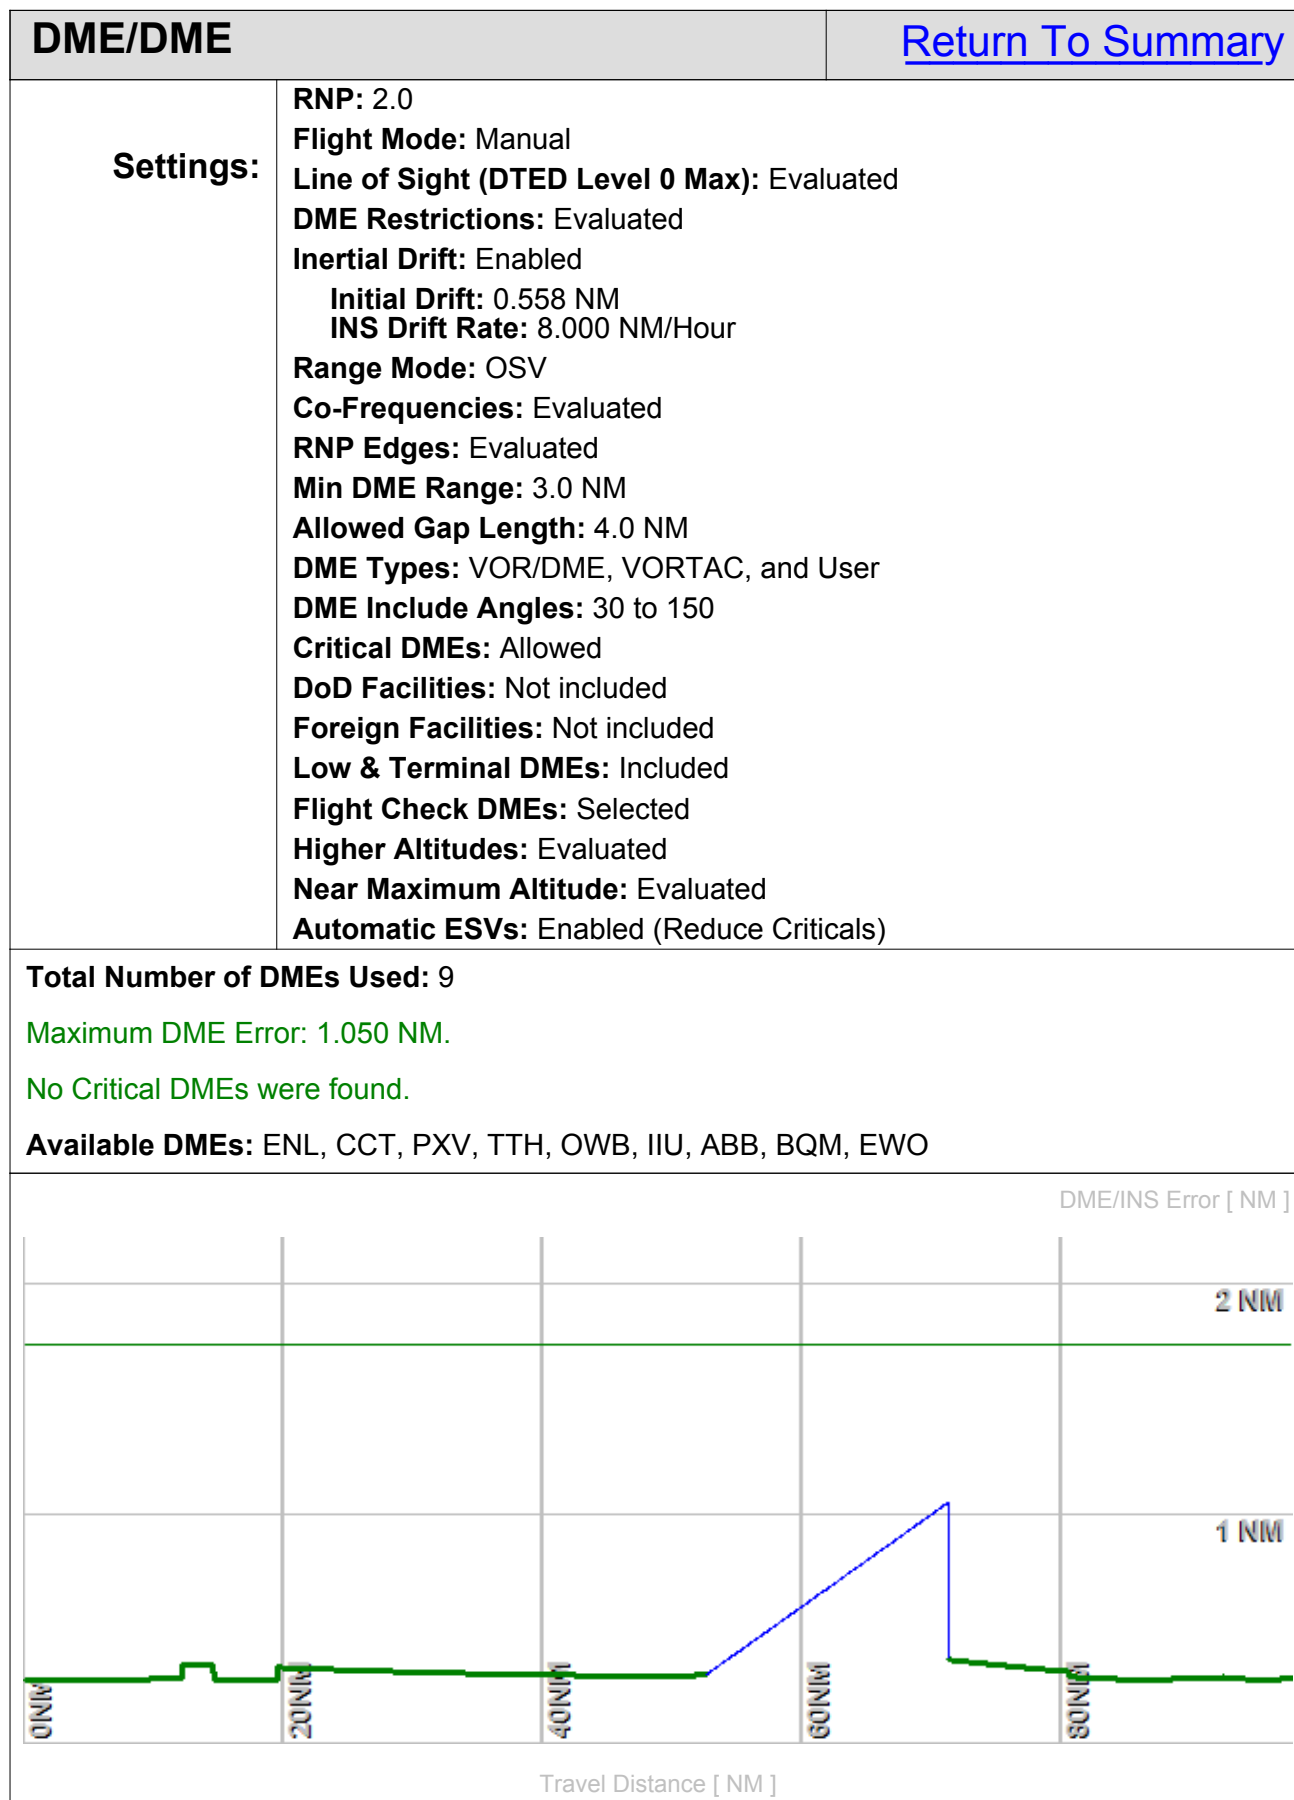 DME/DME
Return To Summary
Settings:
RNP: 2.0
Flight Mode: Manual
Line of Sight (DTED Level 0 Max): Evaluated
DME Restrictions: Evaluated
Inertial Drift: Enabled
Initial Drift: 0.558 NM
INS Drift Rate: 8.000 NM/Hour
Range Mode: OSV
Co-Frequencies: Evaluated
RNP Edges: Evaluated
Min DME Range: 3.0 NM
Allowed Gap Length: 4.0 NM
DME Types: VOR/DME, VORTAC, and User
DME Include Angles: 30 to 150
Critical DMEs: Allowed
DoD Facilities: Not included
Foreign Facilities: Not included
Low & Terminal DMEs: Included
Flight Check DMEs: Selected
Higher Altitudes: Evaluated
Near Maximum Altitude: Evaluated
Automatic ESVs: Enabled (Reduce Criticals)
Total Number of DMEs Used: 9
Maximum DME Error: 1.050 NM.
No Critical DMEs were found.
Available DMEs: ENL, CCT, PXV, TTH, OWB, IIU, ABB, BQM, EWO
DME/INS Error [ NM ]
2 NM
1 NM
0NM
20NM
40NM
60NM
80NM
Travel Distance [ NM ]